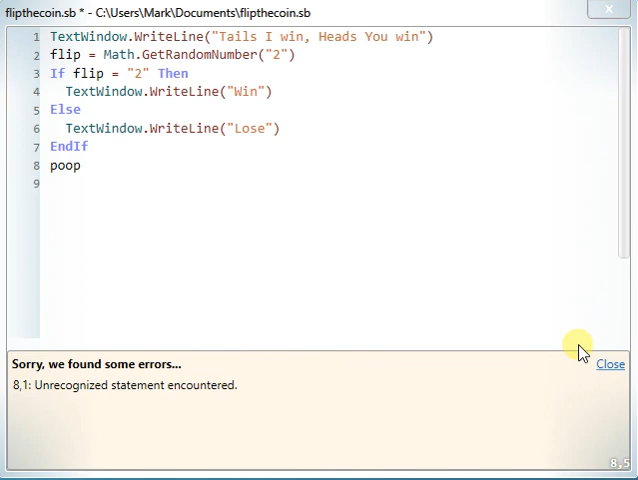 flipthecoin.sb * - C:\Users\Mark\Documents\flipthecoin.sb
x
1 TextWindow.WriteLine("Tails I win, Heads You win")
2 flip = Math.GetRandomNumber("2")
3 If flip = "2" Then
4 TextWindow.WriteLine("Win")
5 Else
6 TextWindow.WriteLine("Lose")
7 EndIf
8 poop
9
Sorry, we found some errors...
Close
8,1: Unrecognized statement encountered.
8,5